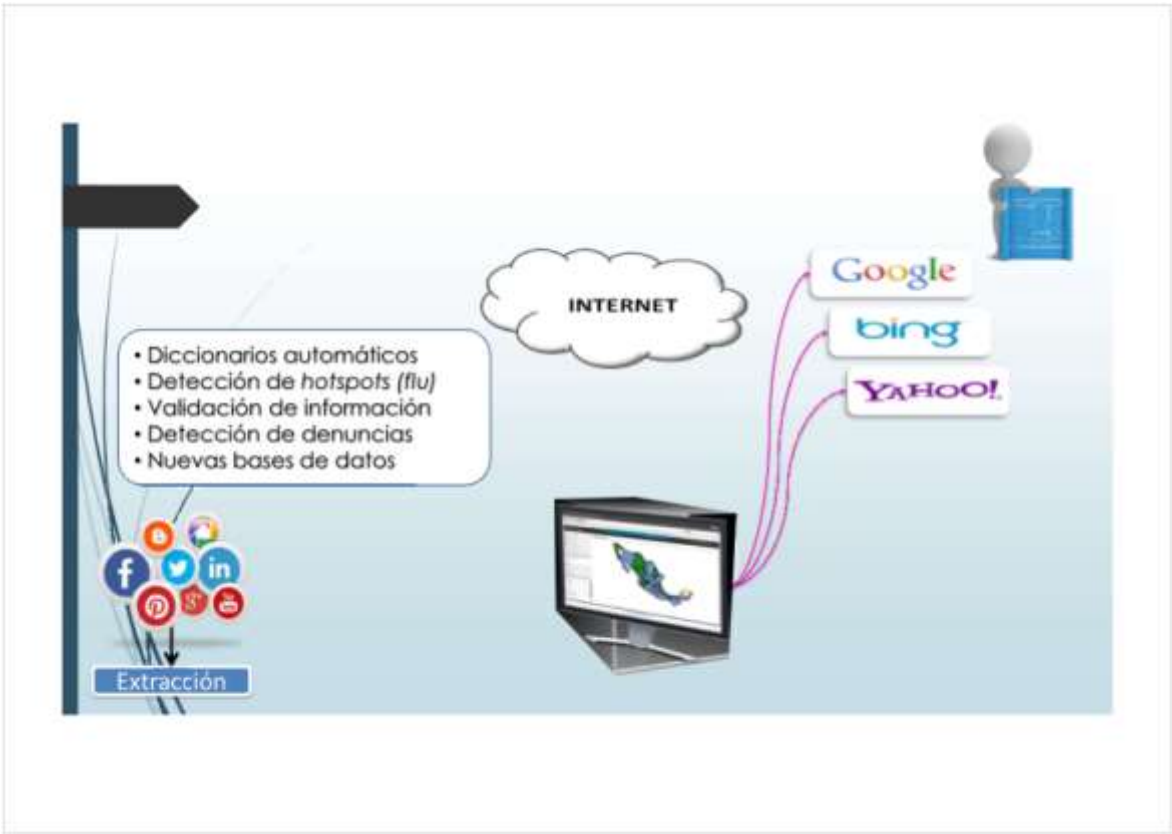 INTERNET
Google
bing
YAHOO!
• Diccionarios automáticos
• Detección de hotspots (flu)
• Validación de información
• Detección de denuncias
• Nuevas bases de datos
Extracción